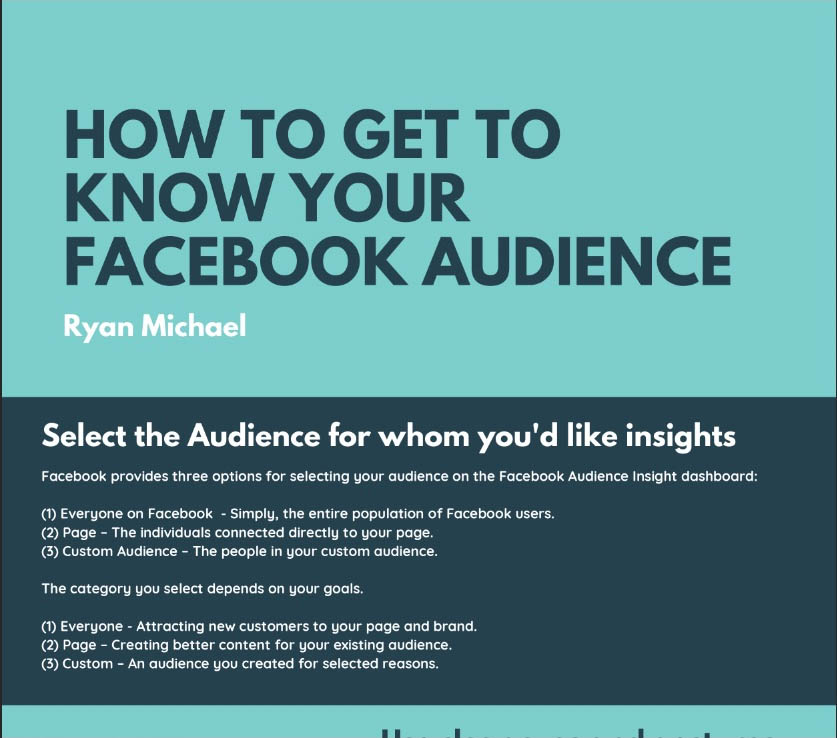 HOW TO GET TO
KNOW YOUR
FACEBOOK AUDIENCE
Ryan Michael
Select the Audience for whom you'd like insights
Facebook provides three options for selecting your audience on the Facebook Audience Insight dashboard:
(1) Everyone on Facebook  - Simply, the entire population of Facebook users.
(2) Page – The individuals connected directly to your page.
(3) Custom Audience – The people in your custom audience.
The category you select depends on your goals.
(1) Everyone - Attracting new customers to your page and brand.
(2) Page – Creating better content for your existing audience.
(3) Custom – An audience you created for selected reasons.